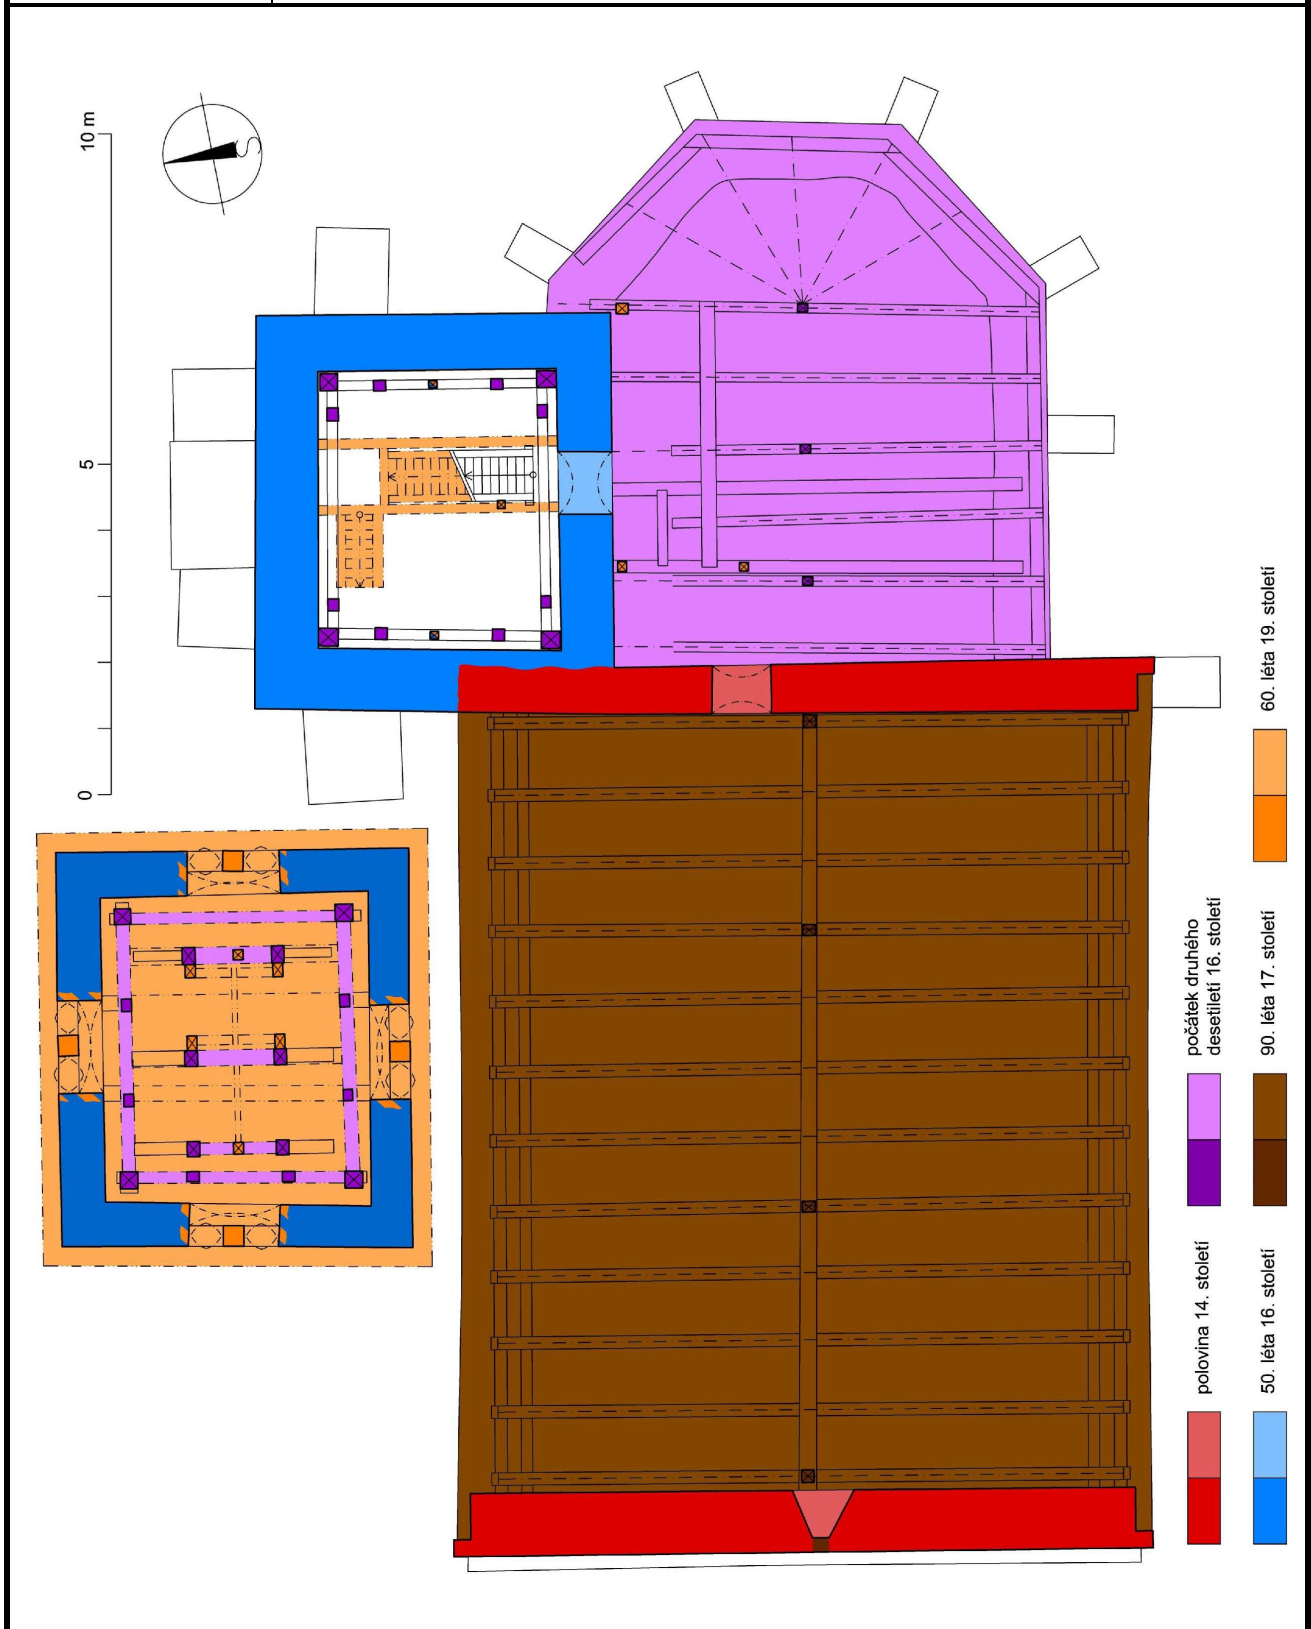 10 m
5
0
S
polovina 14. století
50. léta 16. století
počátek druhého
desetiletí 16. století
90. léta 17. století
60. léta 19. století